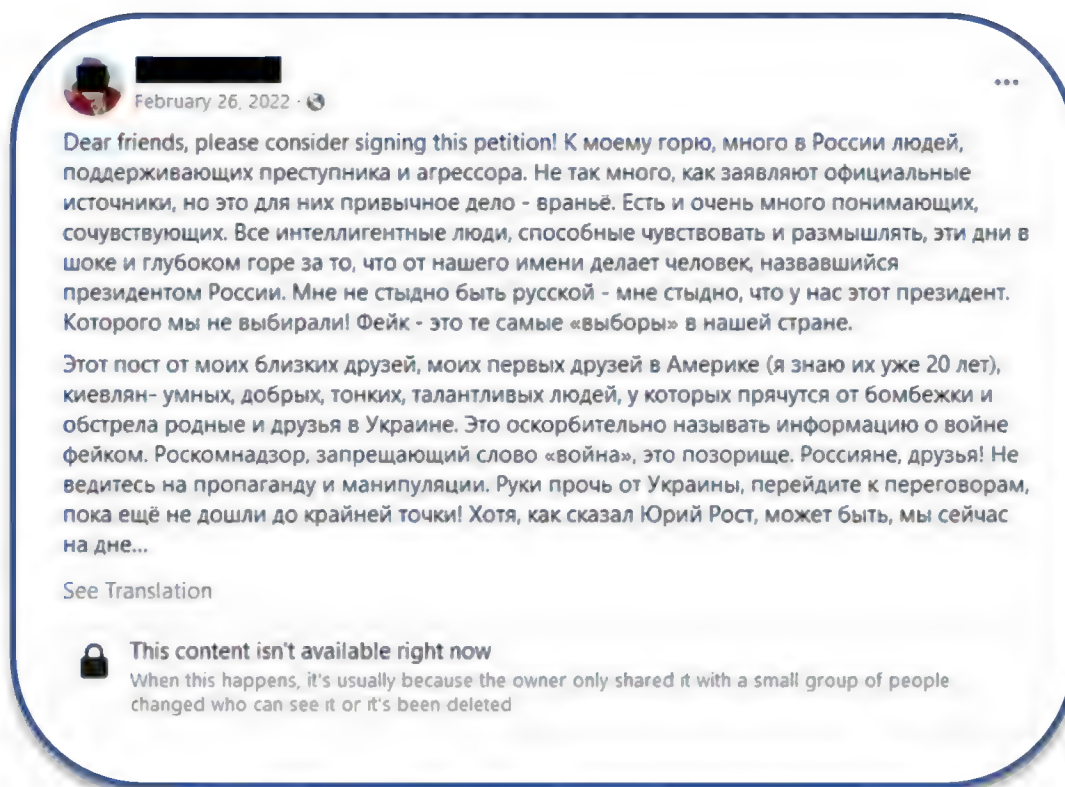 February 26, 2022 ·
Dear friends, please consider signing this petition! К моему горю, много в России людей,
поддерживающих преступника и агрессора. Не так много, как заявляют официальные
источники, но это для них привычное дело - враньё. Есть и очень много понимающих,
сочувствующих. Все интеллигентные люди, способные чувствовать и размышлять, эти дни в
шоке и глубоком горе за то, что от нашего имени делает человек, назвавшийся
президентом России. Мне не стыдно быть русской - мне стыдно, что у нас этот президент.
Которого мы не выбирали! Фейк - это те самые «выборы» в нашей стране.
Этот пост от моих близких друзей, моих первых друзей в Америке (я знаю их уже 20 лет),
киевлян- умных, добрых, тонких, талантливых людей, у которых прячутся от бомбежки и
обстрела родные и друзья в Украине. Это оскорбительно называть информацию о войне
фейком. Роскомнадзор, запрещающий слово «война», это позорище. Россияне, друзья! Не
ведитесь на пропаганду и манипуляции. Руки прочь от Украины, перейдите к переговорам,
пока ещё не дошли до крайней точки! Хотя, как сказал Юрий Рост, может быть, мы сейчас
на дне...
See Translation
This content isn't available right now
When this happens, it's usually because the owner only shared it with a small group of people
changed who can see it or it's been deleted